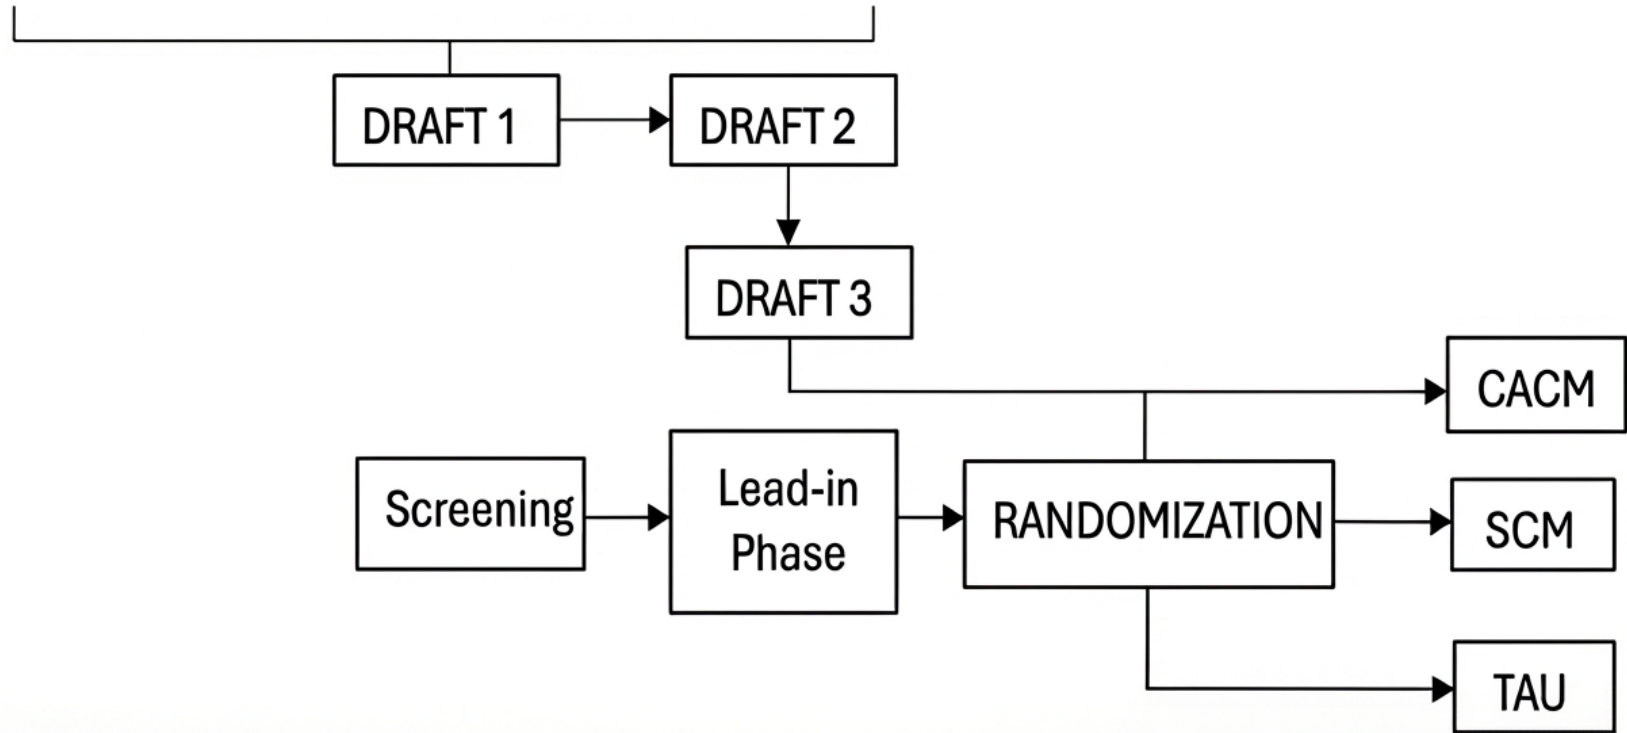 DRAFT 1
DRAFT 2
DRAFT 3
CACM
Screening
Lead-in
Phase
RANDOMIZATION
SCM
TAU